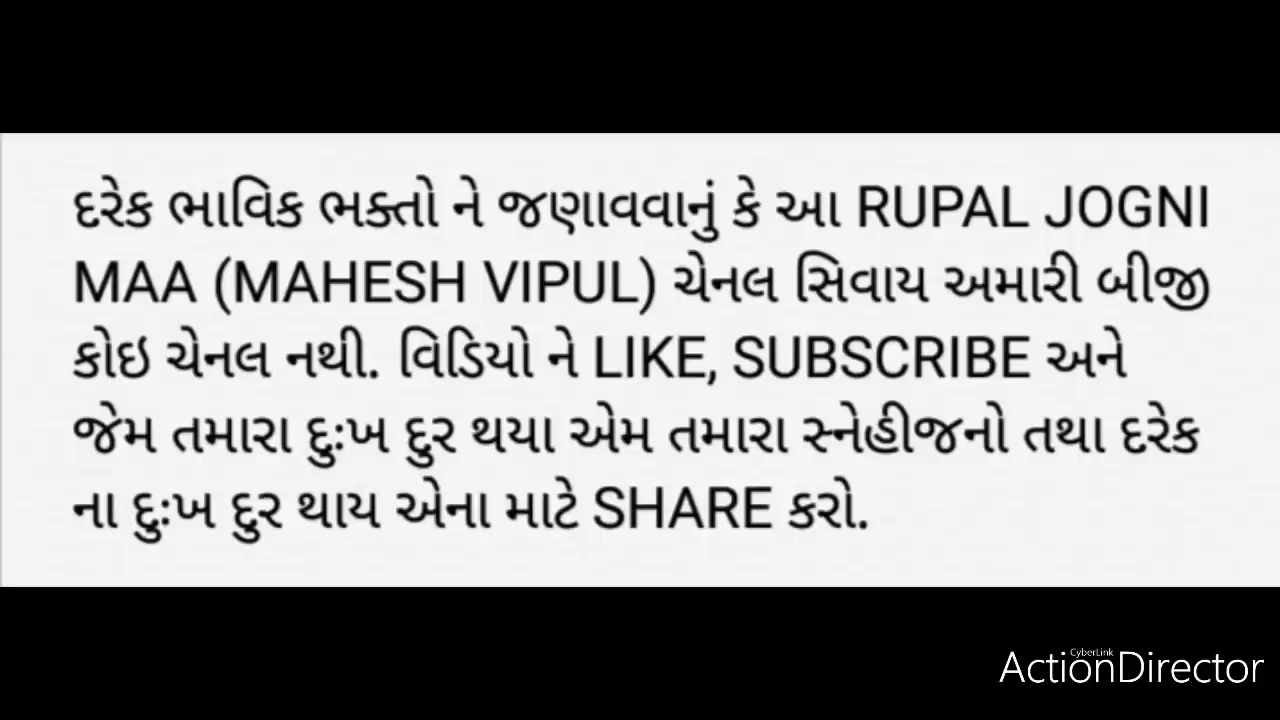 દરેક ભાવિક ભક્તો ને જણાવવાનું કે આ RUPAL JOGNI
MAA (MAHESH VIPUL) ચેનલ સિવાય અમારી બીજી
કોઇ ચેનલ નથી. વિડિયો ને LIKE, SUBSCRIBE અને
જેમ તમારા દુઃખ દુર થયા એમ તમારા સ્નેહીજનો તથા દરેક
ના દુઃખ દુર થાય એના માટે SHARE કરો.
CyberLink
ActionDirector